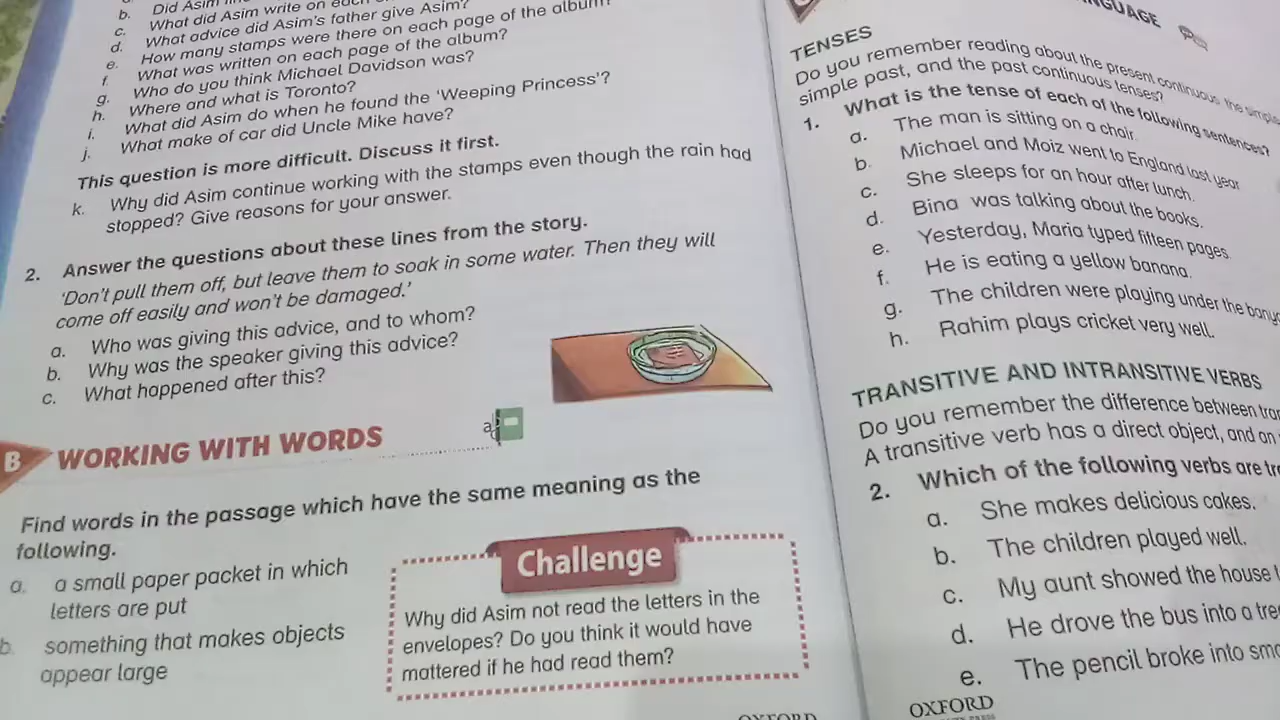 b. Did Asim
c. What did Asim write on
d. What advice did Asim's father give Asim?
e. How many stamps were there on each page of the album?
f. What was written on each page of the album?
g. Who do you think Michael Davidson was?
h. Where and what is Toronto?
i. What did Asim do when he found the 'Weeping Princess'?
j. What make of car did Uncle Mike have?
This question is more difficult. Discuss it first.
k. Why did Asim continue working with the stamps even though the rain had
stopped? Give reasons for your answer.
2. Answer the questions about these lines from the story.
'Don't pull them off, but leave them to soak in some water. Then they will
come off easily and won't be damaged.'
a. Who was giving this advice, and to whom?
b. Why was the speaker giving this advice?
c. What happened after this?
B WORKING WITH WORDS
a
Find words in the passage which have the same meaning as the
following.
a. a small paper packet in which
letters are put
b. something that makes objects
appear large
Challenge
Why did Asim not read the letters in the
envelopes? Do you think it would have
mattered if he had read them?
OXFORD
TENSES
Do you remember reading about the present continuous, the simple
simple past, and the past continuous tenses?
1. What is the tense of each of the following sentences?
a. The man is sitting on a chair.
b. Michael and Moiz went to England last year
c. She sleeps for an hour after lunch.
d. Bina was talking about the books.
e. Yesterday, Maria typed fifteen pages.
f. He is eating a yellow banana.
g. The children were playing under the
h. Rahim plays cricket very well.
TRANSITIVE AND INTRANSITIVE VERBS
Do you remember the difference between
A transitive verb has a direct object, and an
2. Which of the following verbs are
a. She makes delicious cakes.
b. The children played well.
c. My aunt showed the house
d. He drove the bus into a tree
e. The pencil broke into
OXFORD